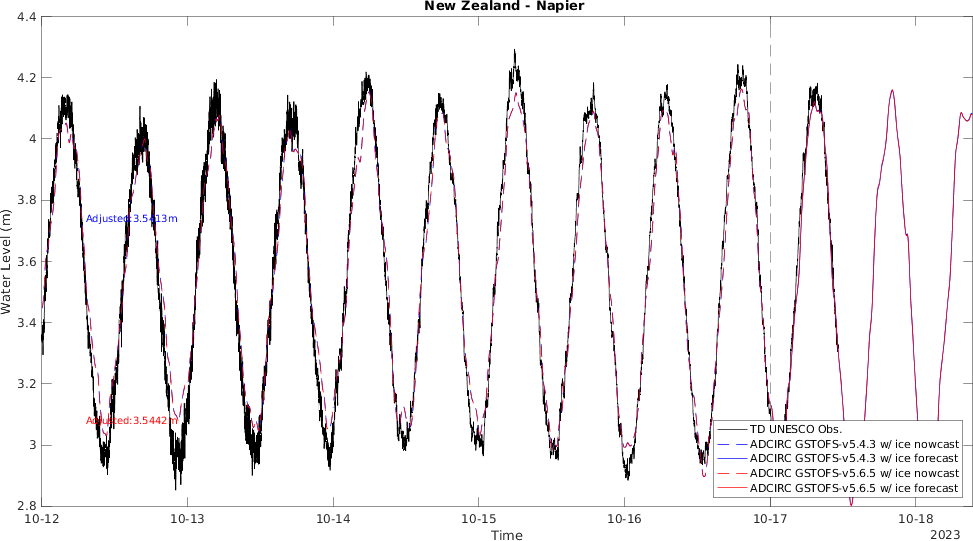 New Zealand - Napier
4.4
4.2
4
3.8
3.6
3.4
3.2
3
2.8
Water Level (m)
Adjusted:3.5413m
Adjusted:3.5442m
TD UNESCO Obs.
ADCIRC GSTOFS-v5.4.3 w/ ice nowcast
ADCIRC GSTOFS-v5.4.3 w/ ice forecast
ADCIRC GSTOFS-v5.6.5 w/ ice nowcast
ADCIRC GSTOFS-v5.6.5 w/ ice forecast
10-12 10-13 10-14 10-15 10-16 10-17 10-18
Time
2023